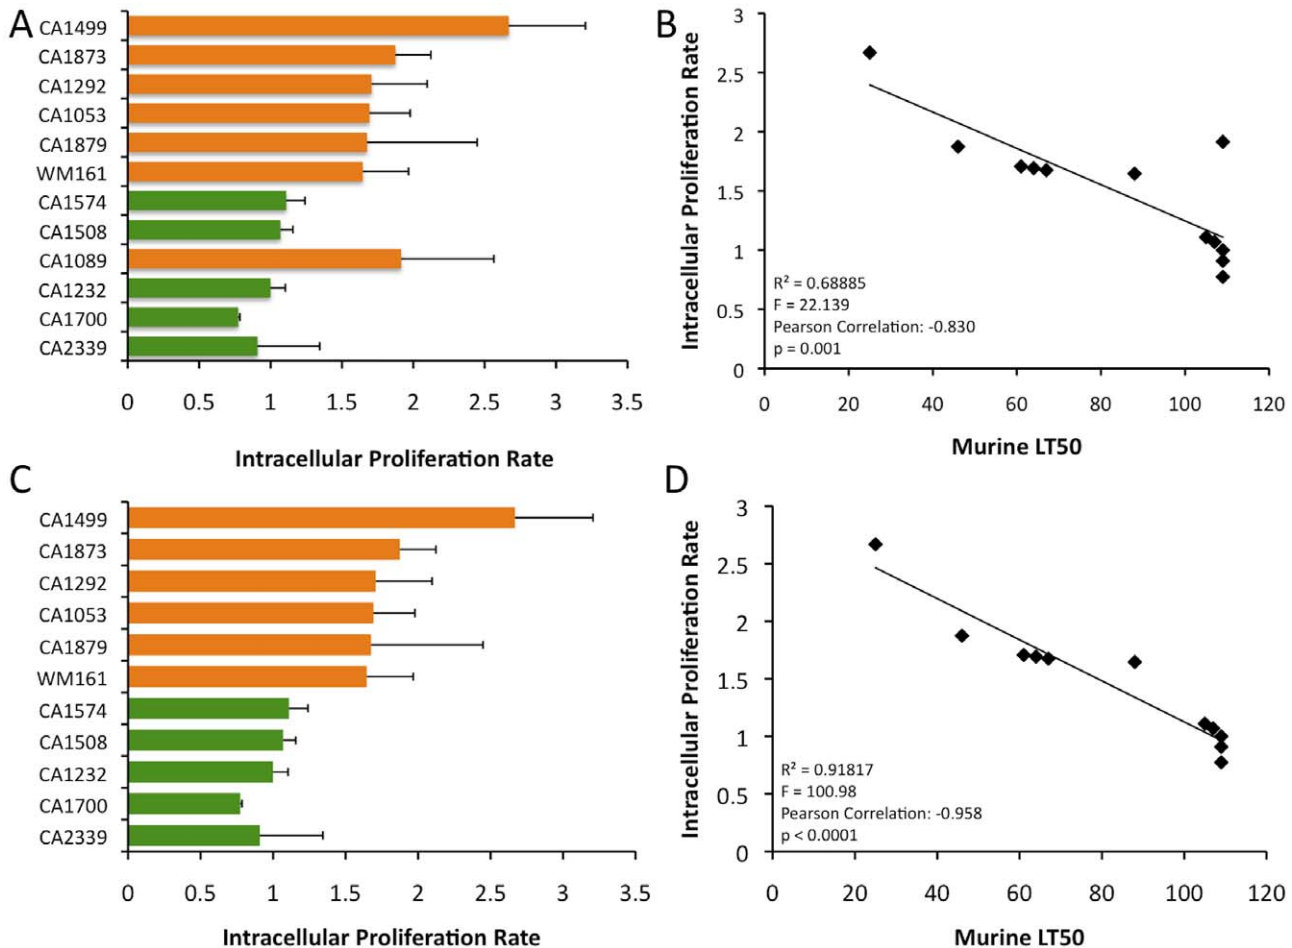 A
CA1499
CA1873
CA1292
CA1053
CA1879
WM161
CA1574
CA1508
CA1089
CA1232
CA1700
CA2339
0 0.5 1 1.5 2 2.5 3 3.5
Intracellular Proliferation Rate
B
Intracellular Proliferation Rate
3
2.5
2
1.5
1
0.5
0
R² = 0.68885
F = 22.139
Pearson Correlation: -0.830
p = 0.001
0 20 40 60 80 100 120
Murine LT50
C
CA1499
CA1873
CA1292
CA1053
CA1879
WM161
CA1574
CA1508
CA1232
CA1700
CA2339
0 0.5 1 1.5 2 2.5 3 3.5
Intracellular Proliferation Rate
D
Intracellular Proliferation Rate
3
2.5
2
1.5
1
0.5
0
R² = 0.91817
F = 100.98
Pearson Correlation: -0.958
p < 0.0001
0 20 40 60 80 100 120
Murine LT50